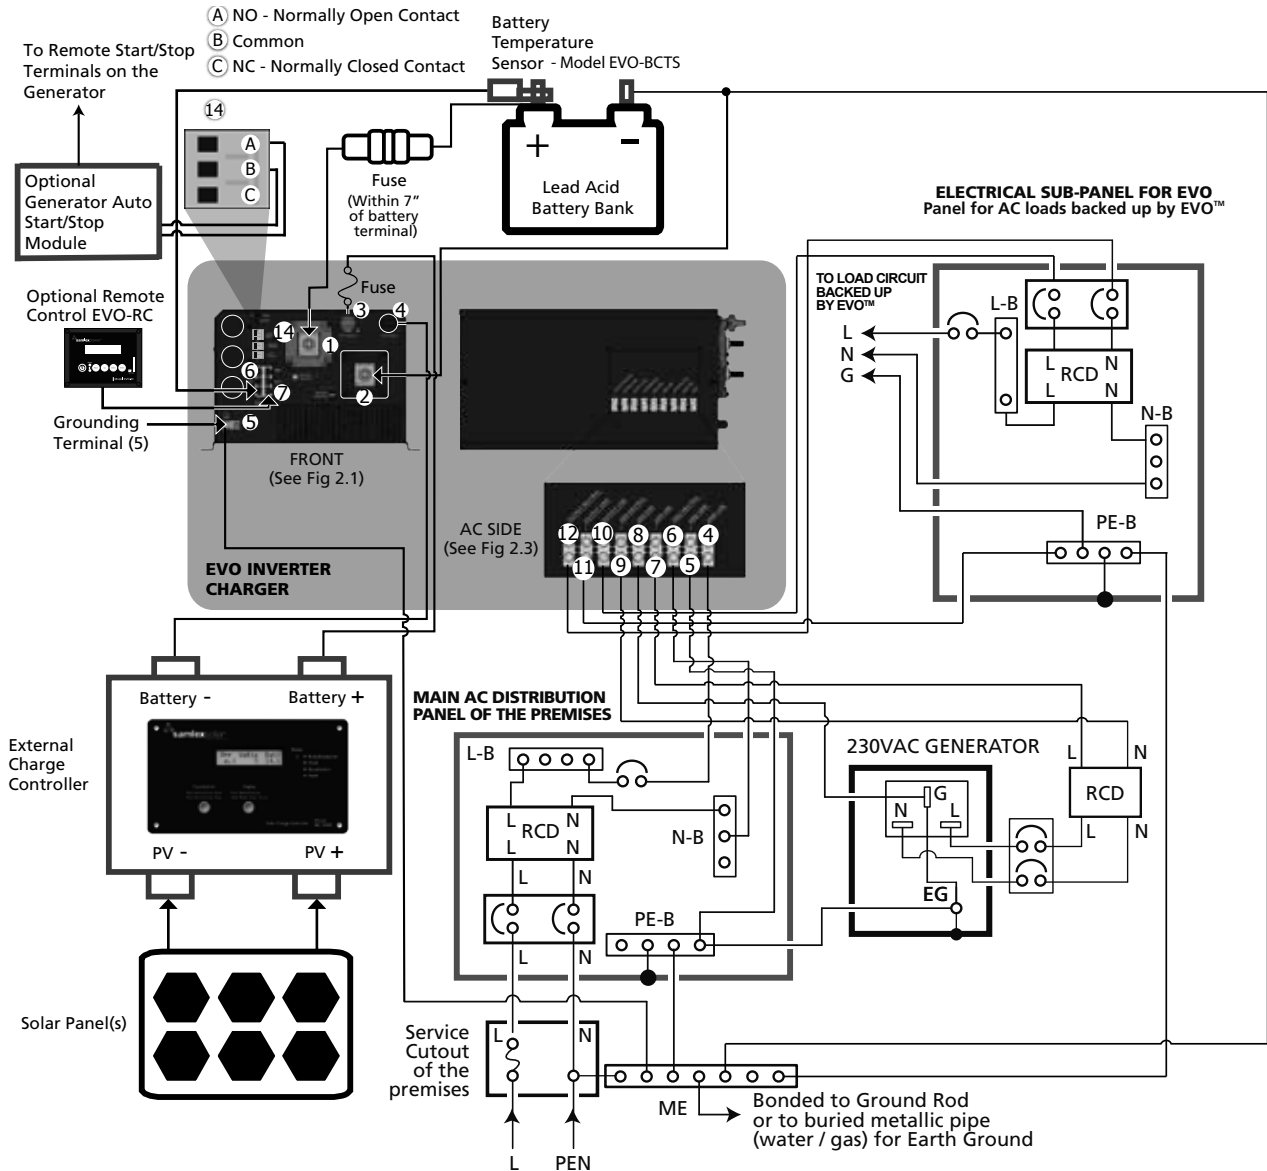 A NO - Normally Open Contact
B Common
C NC - Normally Closed Contact
To Remote Start/Stop
Terminals on the
Generator
14
A
B
C
Battery
Temperature
Sensor - Model EVO-BCTS
Optional
Generator Auto
Start/Stop
Module
Fuse
(Within 7”
of battery
terminal)
+ -
Lead Acid
Battery Bank
ELECTRICAL SUB-PANEL FOR EVO
Panel for AC loads backed up by EVO™
TO LOAD CIRCUIT
BACKED UP
BY EVO™
L
N
G
L-B
L N
RCD
L N
N-B
PE-B
Optional Remote
Control EVO-RC
Grounding
Terminal (5)
Fuse
3
4
14
1
2
6
7
5
FRONT
(See Fig 2.1)
AC SIDE
(See Fig 2.3)
12 10 8 6 4
11 9 7 5
EVO INVERTER
CHARGER
Battery -
Battery +
samlexsolar
External
Charge
Controller
PV -
PV +
Solar Panel(s)
MAIN AC DISTRIBUTION
PANEL OF THE PREMISES
L-B
L N
RCD
L N
N-B
L N
PE-B
L N
230VAC GENERATOR
G
N L
EG
L N
RCD
L N
Service
Cutout
of the
premises
L N
ME
Bonded to Ground Rod
or to buried metallic pipe
(water / gas) for Earth Ground
L PEN